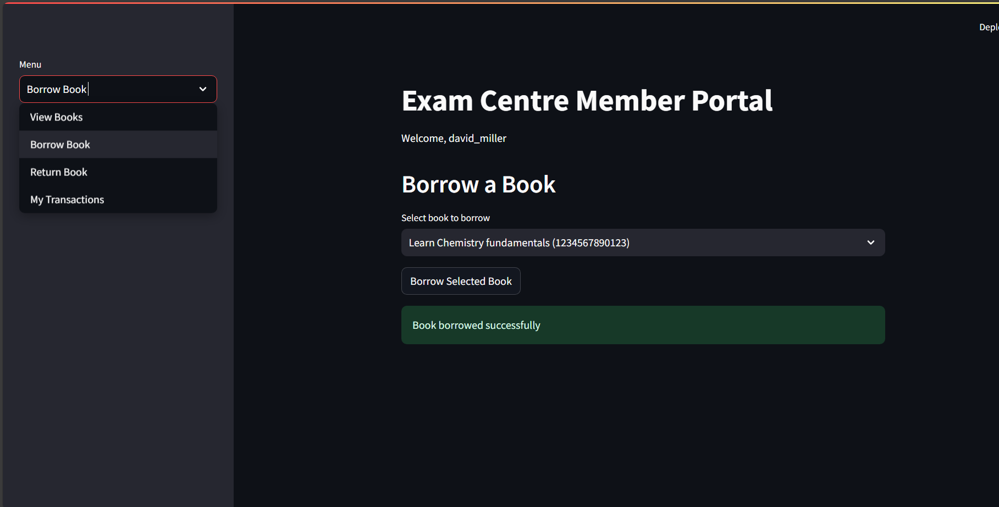 Menu
Borrow Book
View Books
Borrow Book
Return Book
My Transactions
Exam Centre Member Portal
Welcome, david_miller
Borrow a Book
Select book to borrow
Learn Chemistry fundamentals (1234567890123)
Borrow Selected Book
Book borrowed successfully